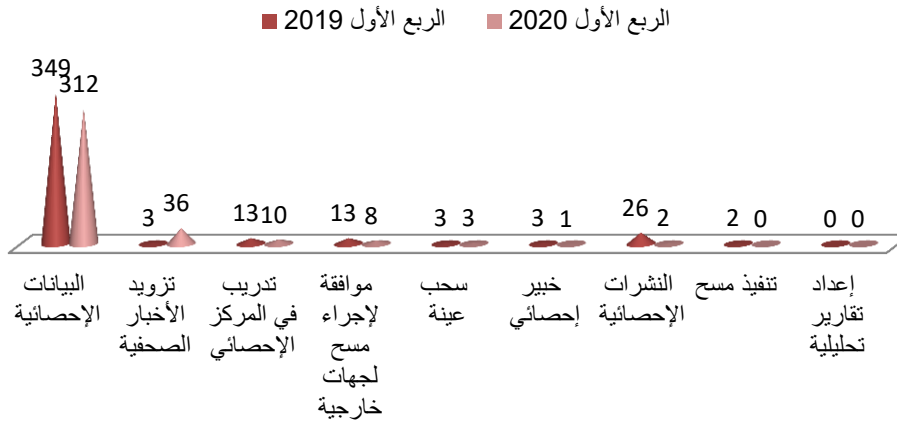 الربع الأول 2019
الربع الأول 2020
349
312
3
36
13
10
13
8
3
3
3
1
26
2
2
0
0
0
البيانات
الإحصائية
تزويد
الأخبار
الصحفية
تدريب
في المركز
الإحصائي
موافقة
لإجراء
مسح
لجهات
خارجية
سحب
عينة
خبير
إحصائي
النشرات
الإحصائية
تنفيذ مسح
إعداد
تقارير
تحليلية